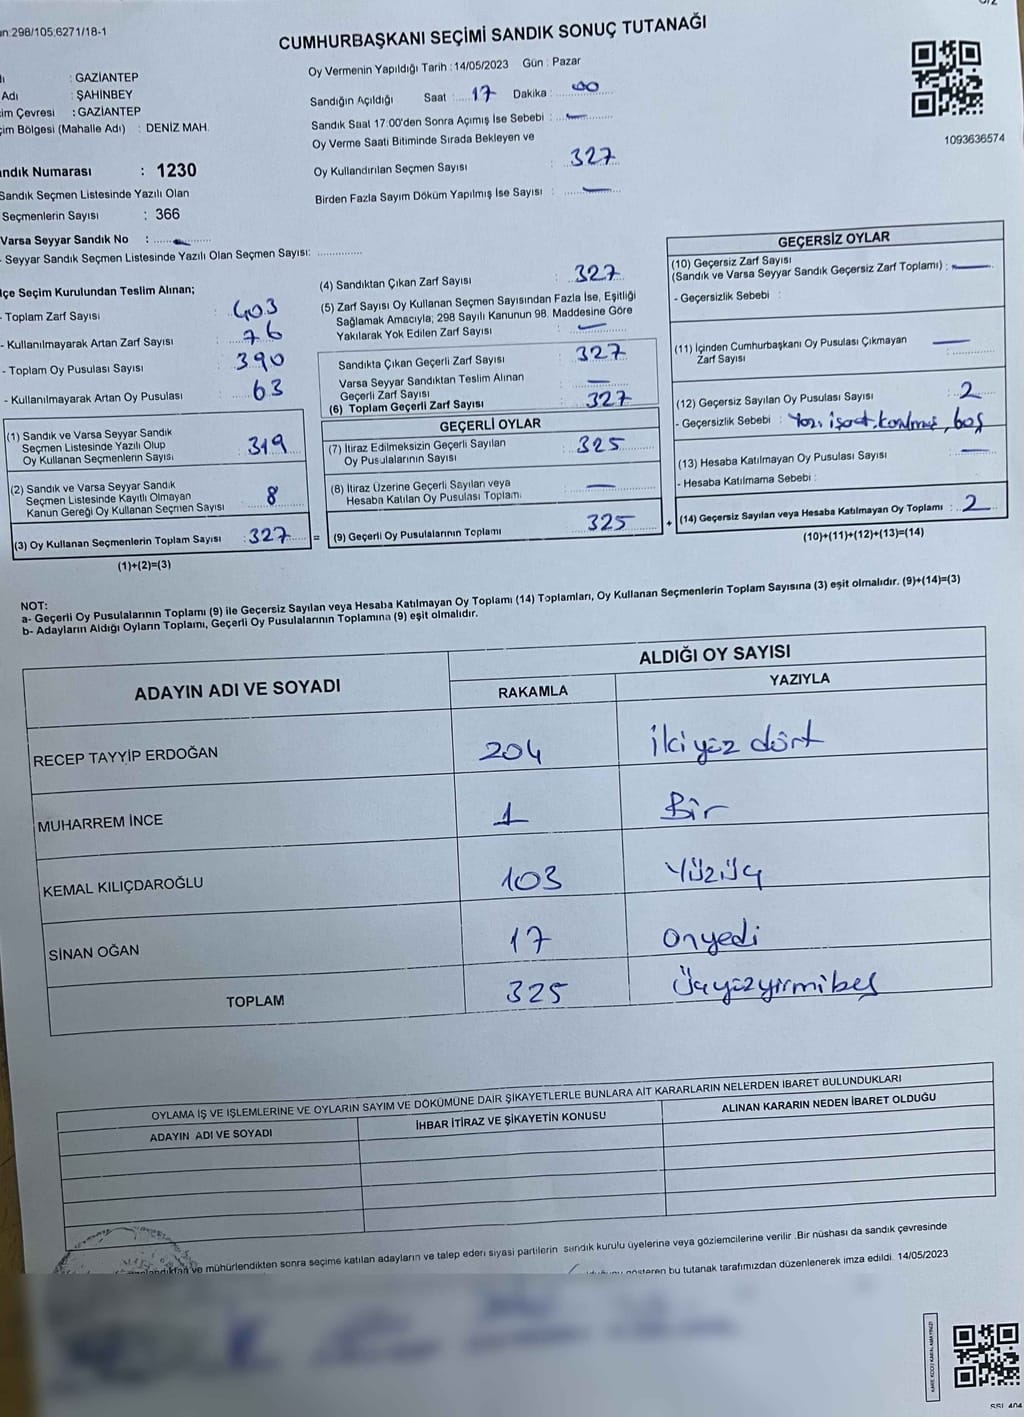 298/105;6271/18-1
CUMHURBAŞKANI SEÇİMİ SANDIK SONUÇ TUTANAĞI
: GAZİANTEP
Adı : ŞAHİNBEY
Çevresi : GAZİANTEP
Bölgesi (Mahalle Adı) : DENİZ MAH.
Numarası : 1230
Sandık Seçmen Listesinde Yazılı Olan
Seçmenlerin Sayısı : 366
Varsa Seyyar Sandık No : —
- Seyyar Sandık Seçmen Listesinde Yazılı Olan Seçmen Sayısı: ..............
Oy Vermenin Yapıldığı Tarih : 14/05/2023 Gün : Pazar
Sandığın Açıldığı Saat : 17 Dakika : 00
Sandık Saat 17:00'den Sonra Açımış İse Sebebi : —
Oy Verme Saati Bitiminde Sırada Bekleyen ve
Oy Kullandırılan Seçmen Sayısı : 327
Birden Fazla Sayım Döküm Yapılmış İse Sayısı : —
1093636574
İlçe Seçim Kurulundan Teslim Alınan;
- Toplam Zarf Sayısı : 403
- Kullanılmayarak Artan Zarf Sayısı : 76
- Toplam Oy Pusulası Sayısı : 390
- Kullanılmayarak Artan Oy Pusulası : 63
(1) Sandık ve Varsa Seyyar Sandık
Seçmen Listesinde Yazılı Olup
Oy Kullanan Seçmenlerin Sayısı : 319
(2) Sandık ve Varsa Seyyar Sandık
Seçmen Listesinde Kayıtlı Olmayan
Kanun Gereği Oy Kullanan Seçmen Sayısı : 8
(3) Oy Kullanan Seçmenlerin Toplam Sayısı : 327 =
(1)+(2)=(3)
(4) Sandıktan Çıkan Zarf Sayısı : 327
(5) Zarf Sayısı Oy Kullanan Seçmen Sayısından Fazla İse, Eşitliği
Sağlamak Amacıyla; 298 Sayılı Kanunun 98. Maddesine Göre
Yakılarak Yok Edilen Zarf Sayısı : —
Sandıkta Çıkan Geçerli Zarf Sayısı : 327
Varsa Seyyar Sandıktan Teslim Alınan
Geçerli Zarf Sayısı : —
(6) Toplam Geçerli Zarf Sayısı : 327
GEÇERLİ OYLAR
(7) İtiraz Edilmeksizin Geçerli Sayılan
Oy Pusulalarının Sayısı : 325
(8) İtiraz Üzerine Geçerli Sayılan veya
Hesaba Katılan Oy Pusulası Toplamı : —
(9) Geçerli Oy Pusulalarının Toplamı : 325 +
GEÇERSİZ OYLAR
(10) Geçersiz Zarf Sayısı
(Sandık ve Varsa Seyyar Sandık Geçersiz Zarf Toplamı) : —
- Geçersizlik Sebebi :
(11) İçinden Cumhurbaşkanı Oy Pusulası Çıkmayan
Zarf Sayısı : —
(12) Geçersiz Sayılan Oy Pusulası Sayısı : 2
- Geçersizlik Sebebi : Yazı, işaret konulmuş, boş
(13) Hesaba Katılmayan Oy Pusulası Sayısı : —
- Hesaba Katılmama Sebebi :
(14) Geçersiz Sayılan veya Hesaba Katılmayan Oy Toplamı : 2
(10)+(11)+(12)+(13)=(14)
NOT:
a- Geçerli Oy Pusulalarının Toplamı (9) ile Geçersiz Sayılan veya Hesaba Katılmayan Oy Toplamı (14) Toplamları, Oy Kullanan Seçmenlerin Toplam Sayısına (3) eşit olmalıdır. (9)+(14)=(3)
b- Adayların Aldığı Oyların Toplamı, Geçerli Oy Pusulalarının Toplamına (9) eşit olmalıdır.
ADAYIN ADI VE SOYADI
ALDIĞI OY SAYISI
RAKAMLA YAZIYLA
RECEP TAYYİP ERDOĞAN 204 İkiyüz dört
MUHARREM İNCE 1 Bir
KEMAL KILIÇDAROĞLU 103 Yüzüç
SİNAN OĞAN 17 Onyedi
TOPLAM 325 Üçyüzyirmibeş
OYLAMA İŞ VE İŞLEMLERİNE VE OYLARIN SAYIM VE DÖKÜMÜNE DAİR ŞİKAYETLERLE BUNLARA AİT KARARLARIN NELERDEN İBARET BULUNDUKLARI
ADAYIN ADI VE SOYADI İHBAR İTİRAZ VE ŞİKAYETİN KONUSU ALINAN KARARIN NEDEN İBARET OLDUĞU
ve mühürlendikten sonra seçime katılan adayların ve talep eden siyasi partilerin sandık kurulu üyelerine veya gözlemcilerine verilir .Bir nüshası da sandık çevresinde
gösteren bu tutanak tarafımızdan düzenlenerek imza edildi. 14/05/2023